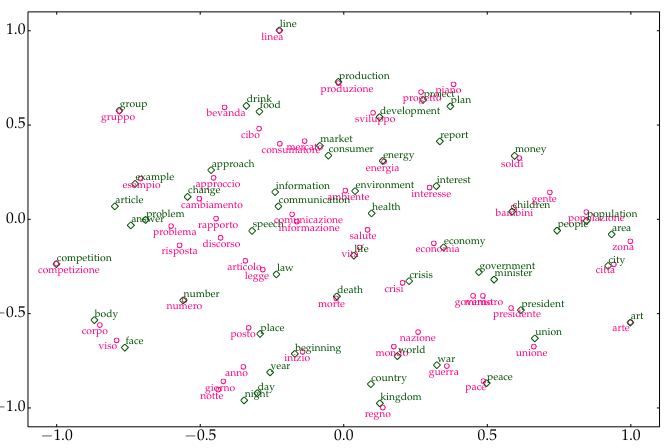 1.0
line
linea
production
produzione
piano
project
progetto
plan
group
gruppo
drink
bevanda
food
development
sviluppo
0.5
cibo
market
mercato
consumatore
consumer
report
energy
energia
money
soldi
approach
approccio
example
esempio
interest
interesse
gente
change
cambiamento
information
environment
ambiente
article
communication
children
bambini
health
population
popolazione
0.0
problem
answer
rapporto
comunicazione
informazione
people
area
problema
speech
discorso
salute
zona
risposta
economy
economia
life
vita
competition
competizione
articolo
legge
law
city
città
government
minister
crisis
crisi
number
numero
death
morte
governo
ministro
−0.5
president
presidente
art
arte
body
corpo
place
posto
nazione
union
unione
viso
face
beginning
inizio
mondo
world
anno
year
war
guerra
giorno
notte
day
night
country
peace
pace
kingdom
regno
−1.0
−1.0
−0.5
0.0
0.5
1.0